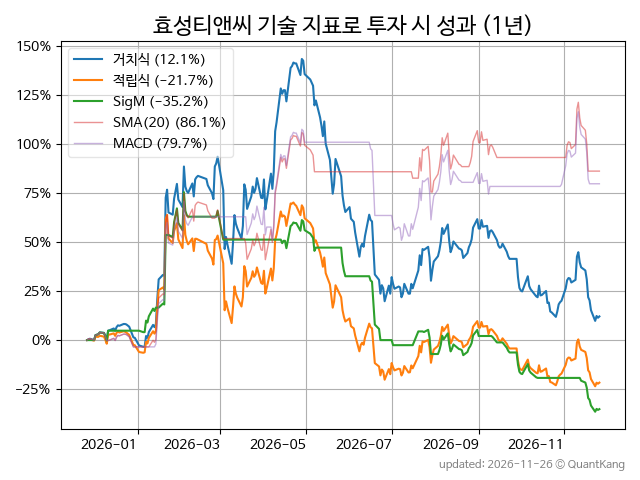 효성티앤씨 기술 지표로 투자 시 성과 (1년)
150%
125%
100%
75%
50%
25%
0%
−25%
거치식 (12.1%)
적립식 (−21.7%)
SigM (−35.2%)
SMA(20) (86.1%)
MACD (79.7%)
2026−01
2026−03
2026−05
2026−07
2026−09
2026−11
updated: 2026−11−26 ⓒ QuantKang